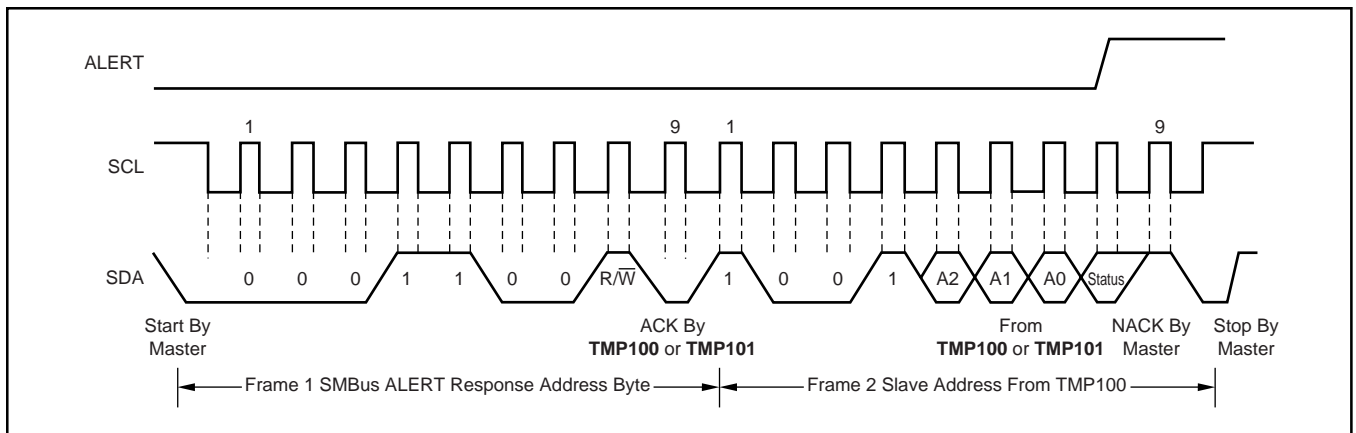 ALERT
1 9 1 9
SCL
SDA 0 0 0 1 1 0 0 R/W̅ 1 0 0 1 A2 A1 A0 Status
Start By
Master
ACK By
TMP100 or TMP101
From
TMP100 or TMP101
NACK By
Master
Stop By
Master
Frame 1 SMBus ALERT Response Address Byte
Frame 2 Slave Address From TMP100